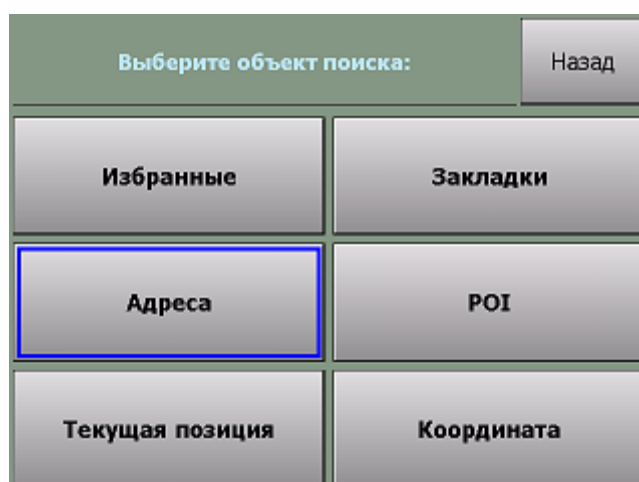 Выберите объект поиска:
Назад
Избранные
Закладки
Адреса
POI
Текущая позиция
Координата